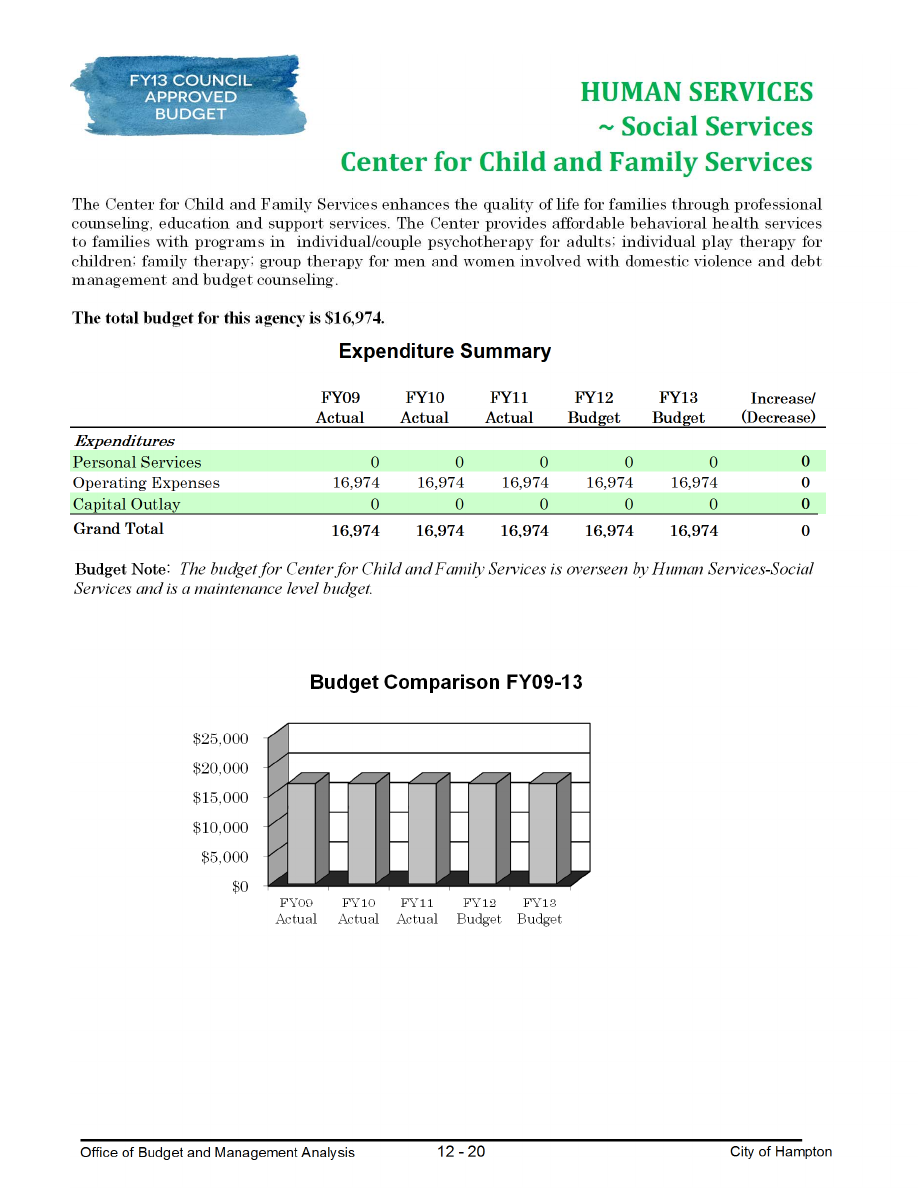 FY13 COUNCIL
APPROVED
BUDGET
HUMAN SERVICES
~ Social Services
Center for Child and Family Services
The Center for Child and Family Services enhances the quality of life for families through professional
counseling, education and support services. The Center provides affordable behavioral health services
to families with programs in individual/couple psychotherapy for adults; individual play therapy for
children; family therapy; group therapy for men and women involved with domestic violence and debt
management and budget counseling.
The total budget for this agency is $16,974.
Expenditure Summary
FY09 FY10 FY11 FY12 FY13 Increase/
Actual Actual Actual Budget Budget (Decrease)
Expenditures
Personal Services 0 0 0 0 0 0
Operating Expenses 16,974 16,974 16,974 16,974 16,974 0
Capital Outlay 0 0 0 0 0 0
Grand Total 16,974 16,974 16,974 16,974 16,974 0
Budget Note: The budget for Center for Child and Family Services is overseen by Human Services-Social
Services and is a maintenance level budget.
Budget Comparison FY09-13
$25,000
$20,000
$15,000
$10,000
$5,000
$0
FY09 FY10 FY11 FY12 FY13
Actual Actual Actual Budget Budget
Office of Budget and Management Analysis 12 - 20 City of Hampton